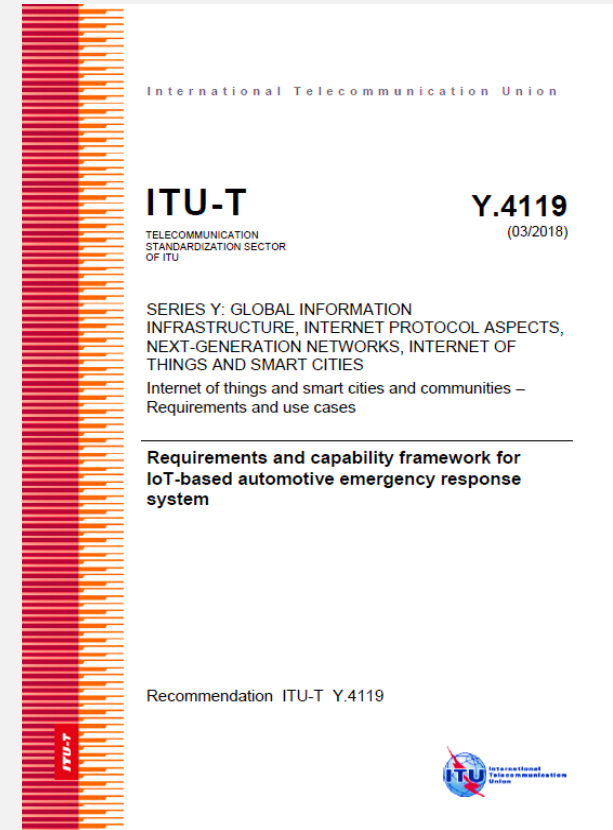 International Telecommunication Union
ITU-T
Y.4119
TELECOMMUNICATION
STANDARDIZATION SECTOR
OF ITU
(03/2018)
SERIES Y: GLOBAL INFORMATION
INFRASTRUCTURE, INTERNET PROTOCOL ASPECTS,
NEXT-GENERATION NETWORKS, INTERNET OF
THINGS AND SMART CITIES
Internet of things and smart cities and communities –
Requirements and use cases
Requirements and capability framework for
IoT-based automotive emergency response
system
Recommendation ITU-T Y.4119
ITU-T
ITU
International
Telecommunication
Union